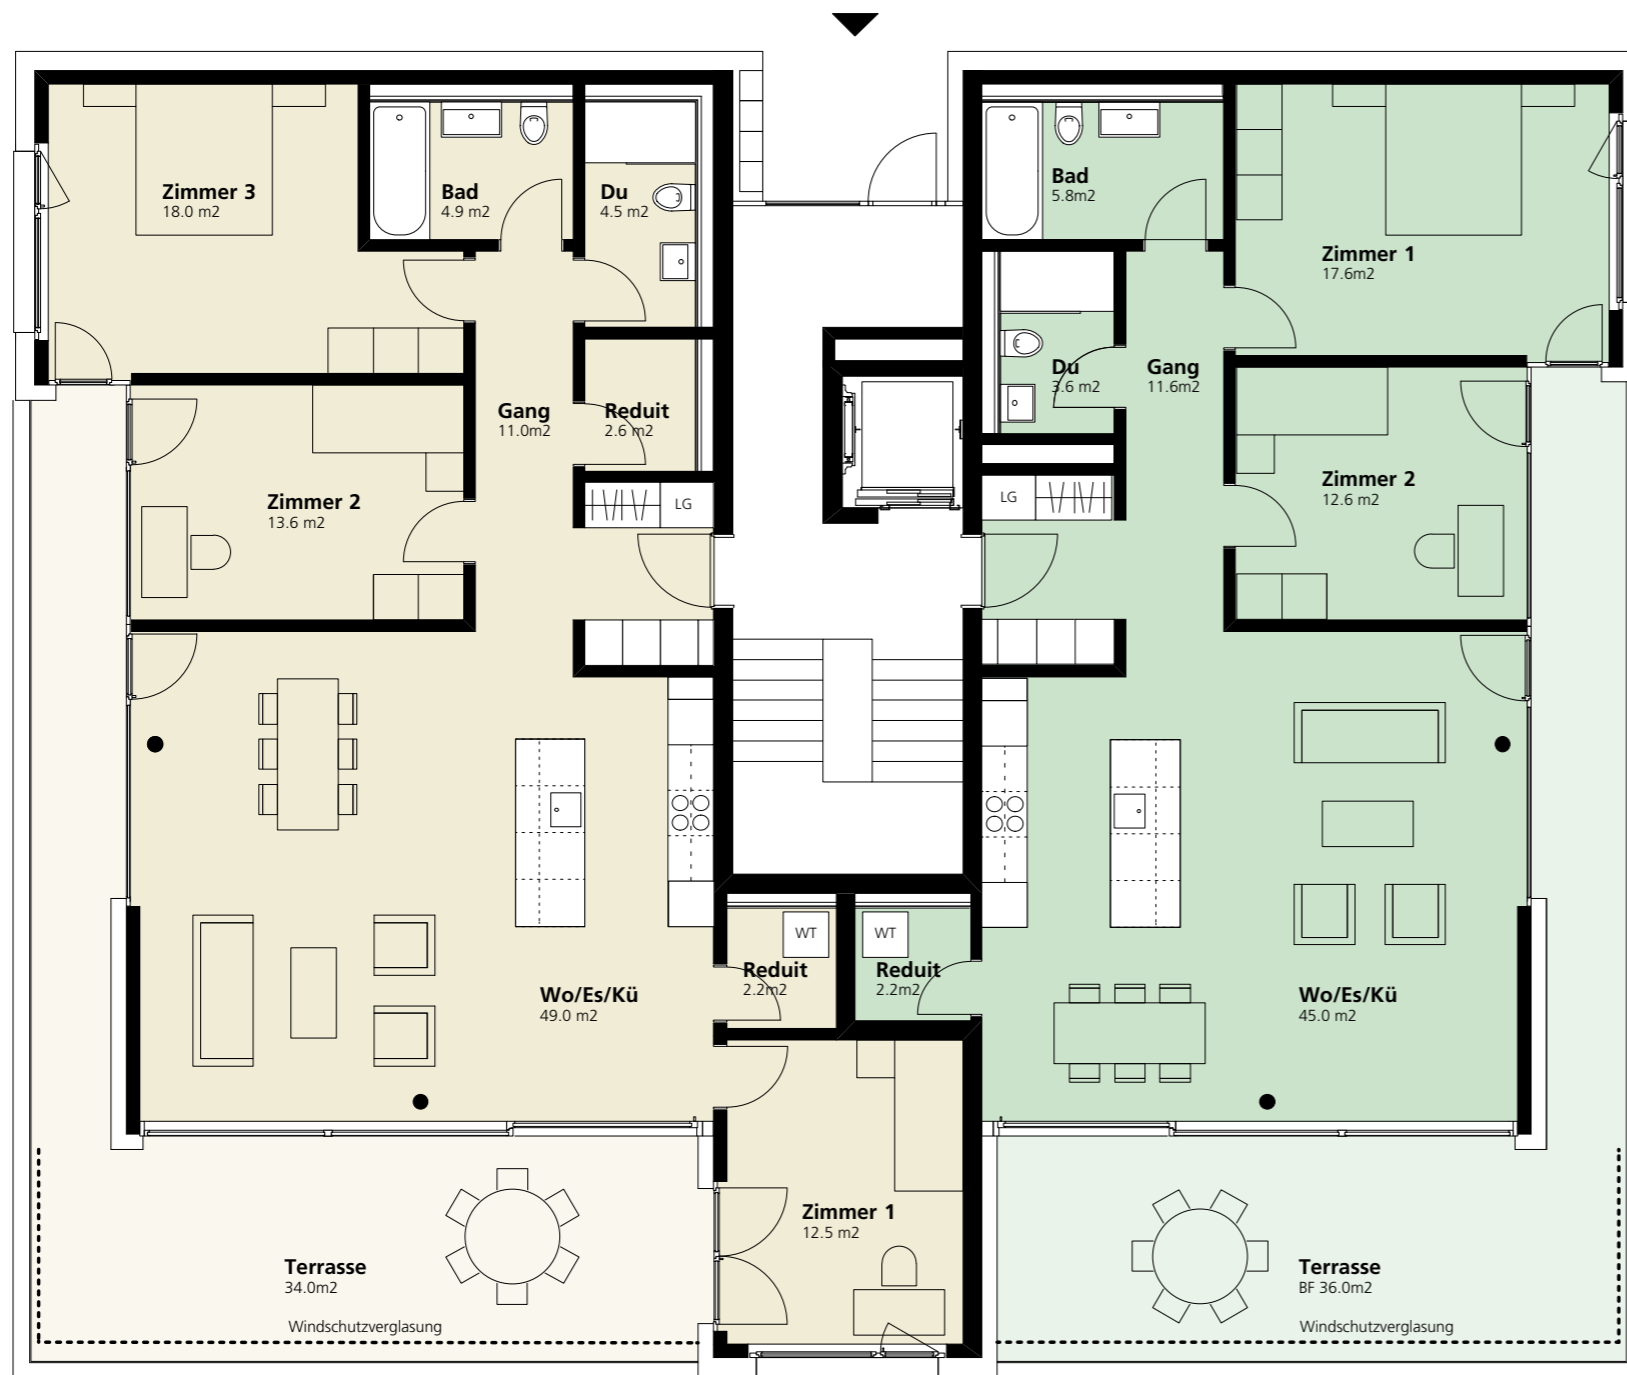 Zimmer 3
18.0 m2
Bad
4.9 m2
Du
4.5 m2
Gang
11.0m2
Reduit
2.6 m2
LG
Zimmer 2
13.6 m2
Wo/Es/Kü
49.0 m2
WT
Reduit
2.2m2
Zimmer 1
12.5 m2
Terrasse
34.0m2
Windschutzverglasung
Bad
5.8m2
Zimmer 1
17.6m2
Du
3.6 m2
Gang
11.6m2
LG
Zimmer 2
12.6 m2
WT
Reduit
2.2m2
Wo/Es/Kü
45.0 m2
Terrasse
BF 36.0m2
Windschutzverglasung